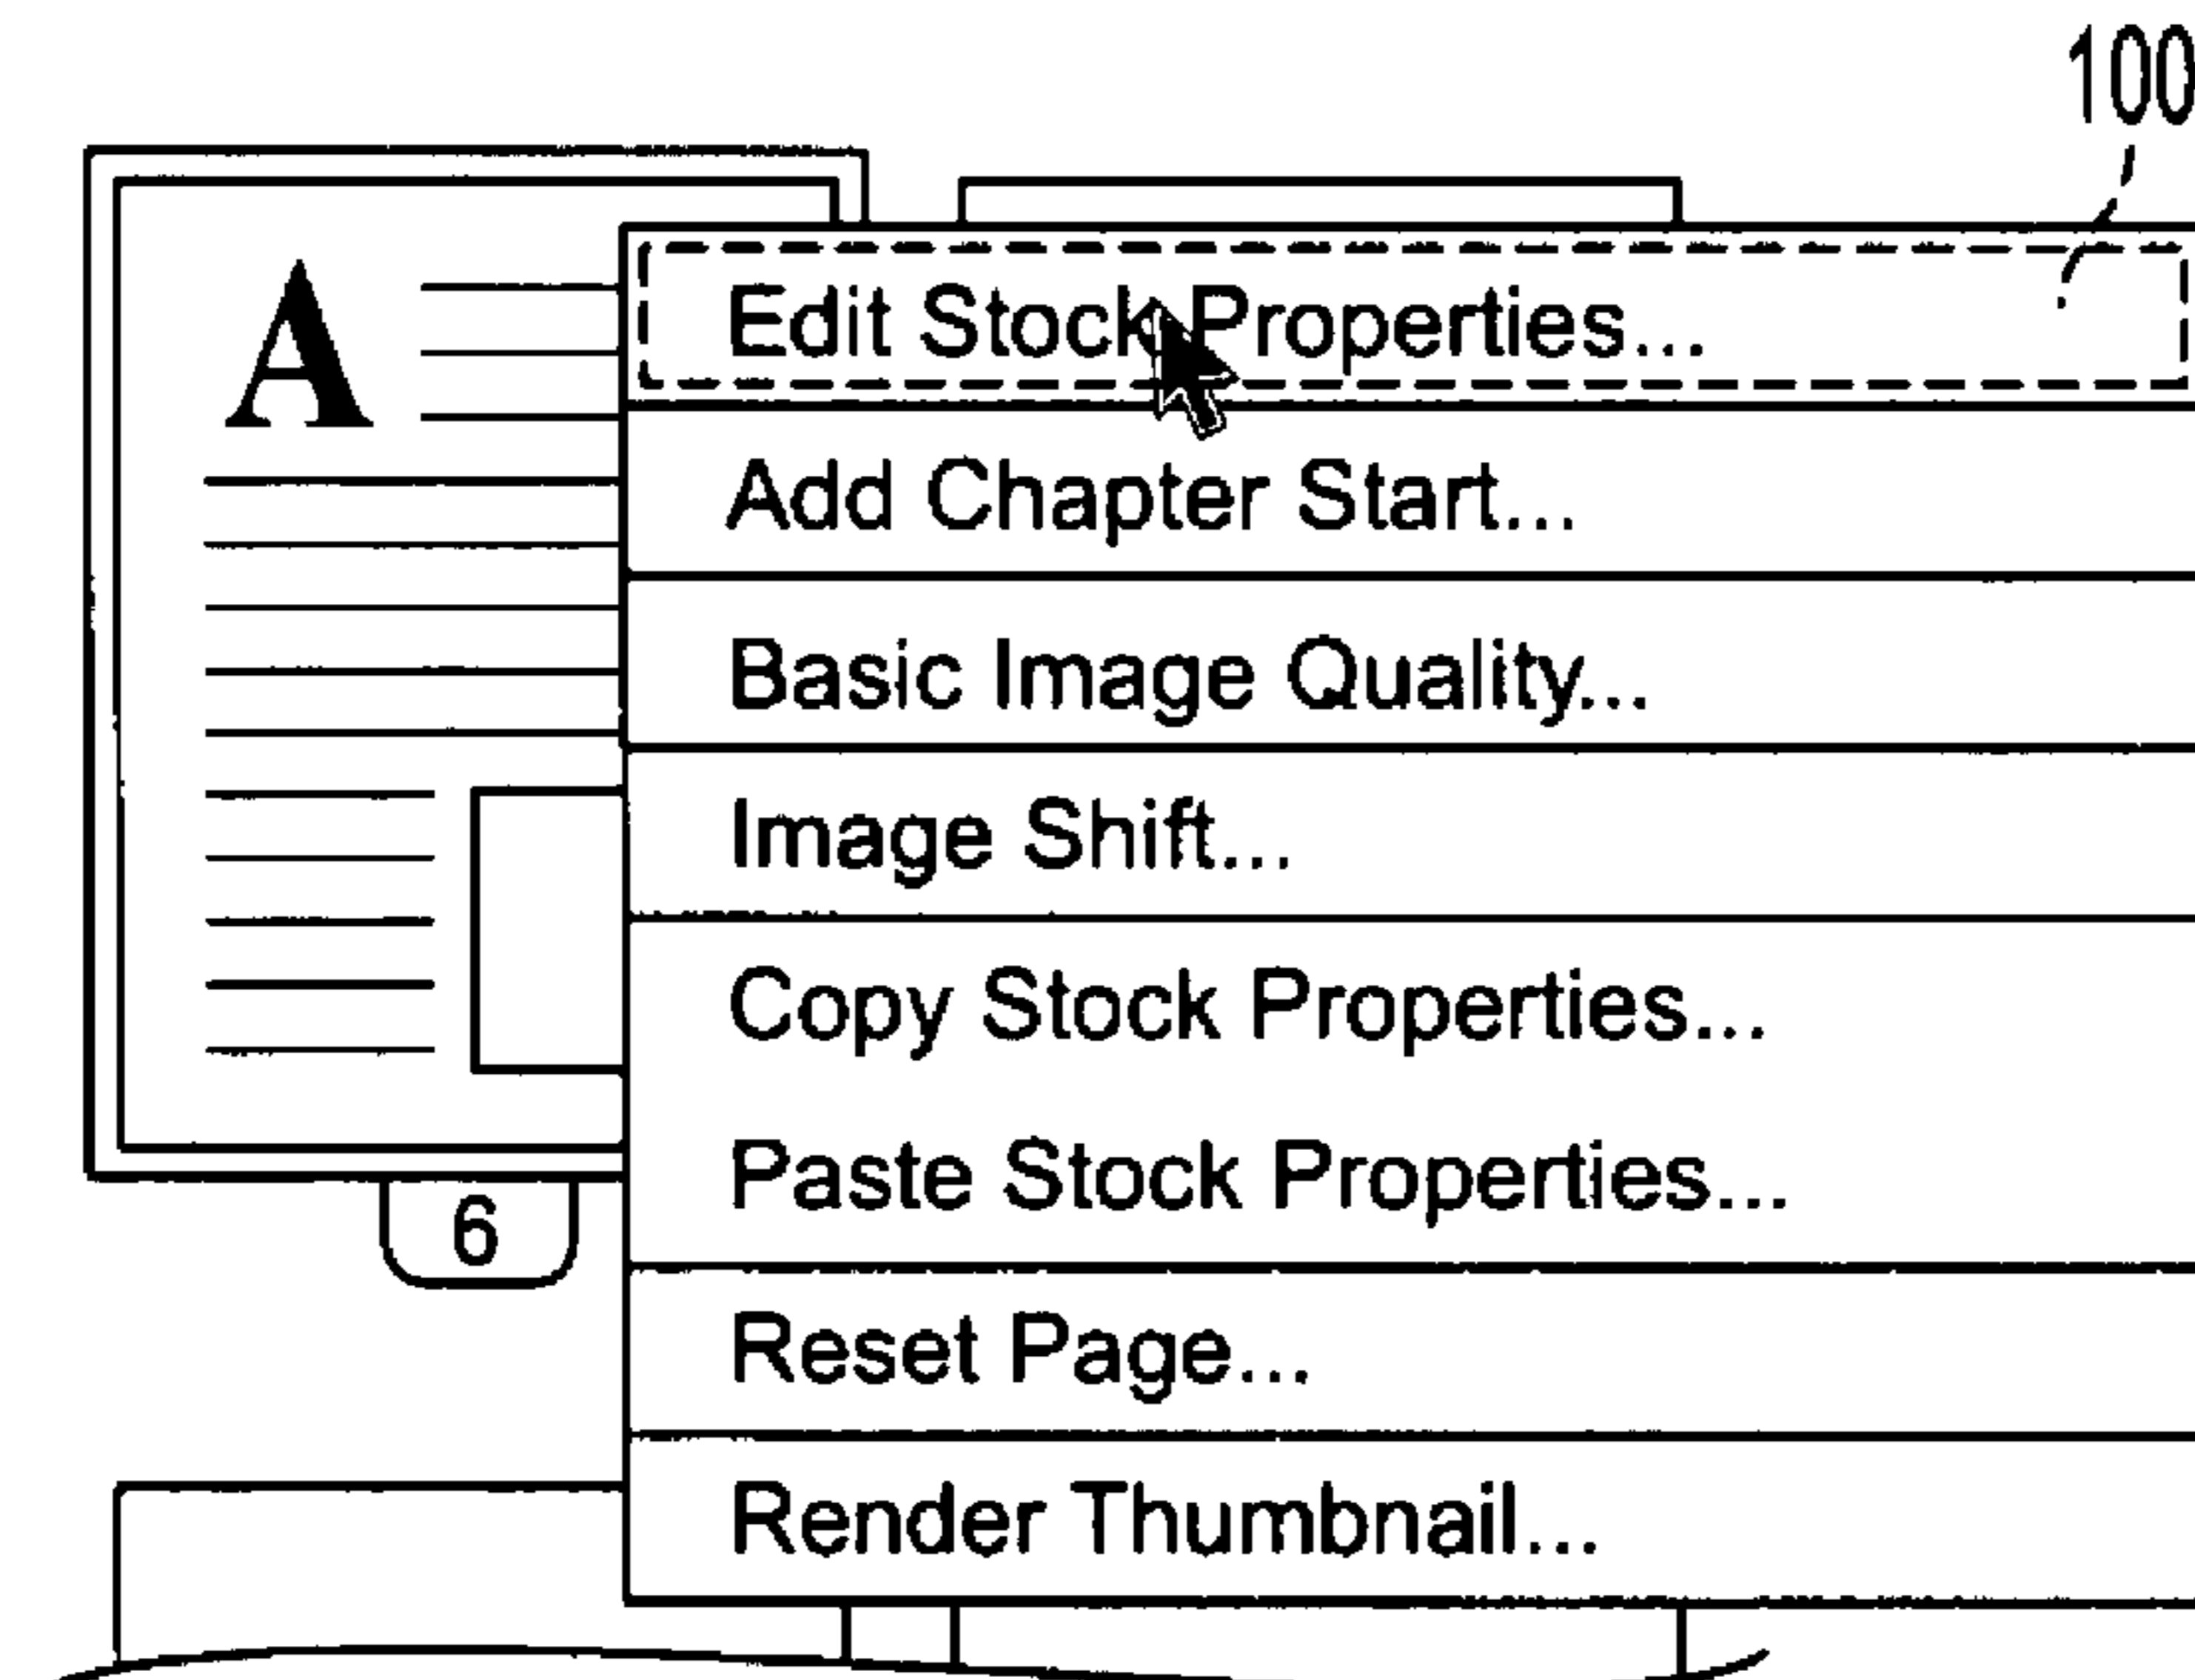 100
A
Edit Stock Properties...
Add Chapter Start...
Basic Image Quality...
Image Shift...
Copy Stock Properties...
Paste Stock Properties...
6
Reset Page...
Render Thumbnail...